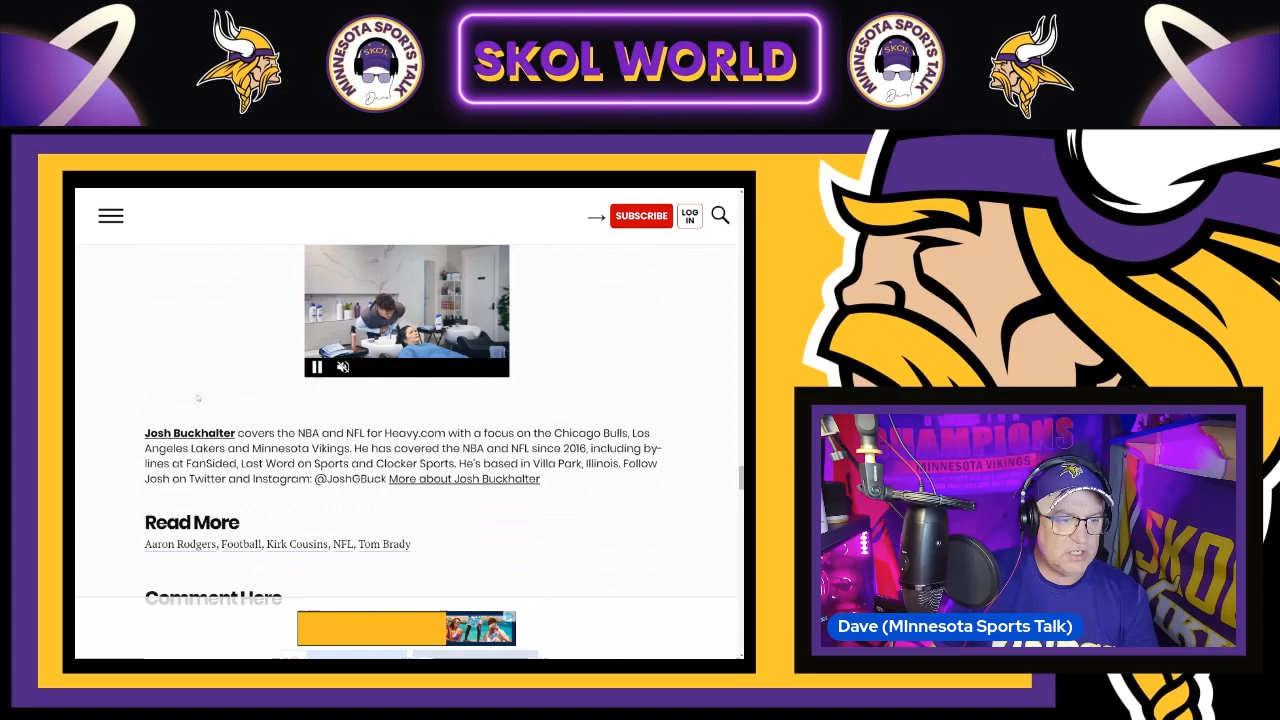 MINNESOTA SPORTS TALK
SKOL
Dave
SKOL WORLD
MINNESOTA SPORTS TALK
SKOL
Dave
SUBSCRIBE
LOG
IN
Josh Buckhalter covers the NBA and NFL for Heavy.com with a focus on the Chicago Bulls, Los
Angeles Lakers and Minnesota Vikings. He has covered the NBA and NFL since 2016, including by-
lines at FanSided, Last Word on Sports and Clocker Sports. He's based in Villa Park, Illinois. Follow
Josh on Twitter and Instagram: @JoshGBuck More about Josh Buckhalter
Read More
Aaron Rodgers, Football, Kirk Cousins, NFL, Tom Brady
Comment Here
CHAMPIONS
MINNESOTA VIKINGS
SKOL
Dave (MInnesota Sports Talk)